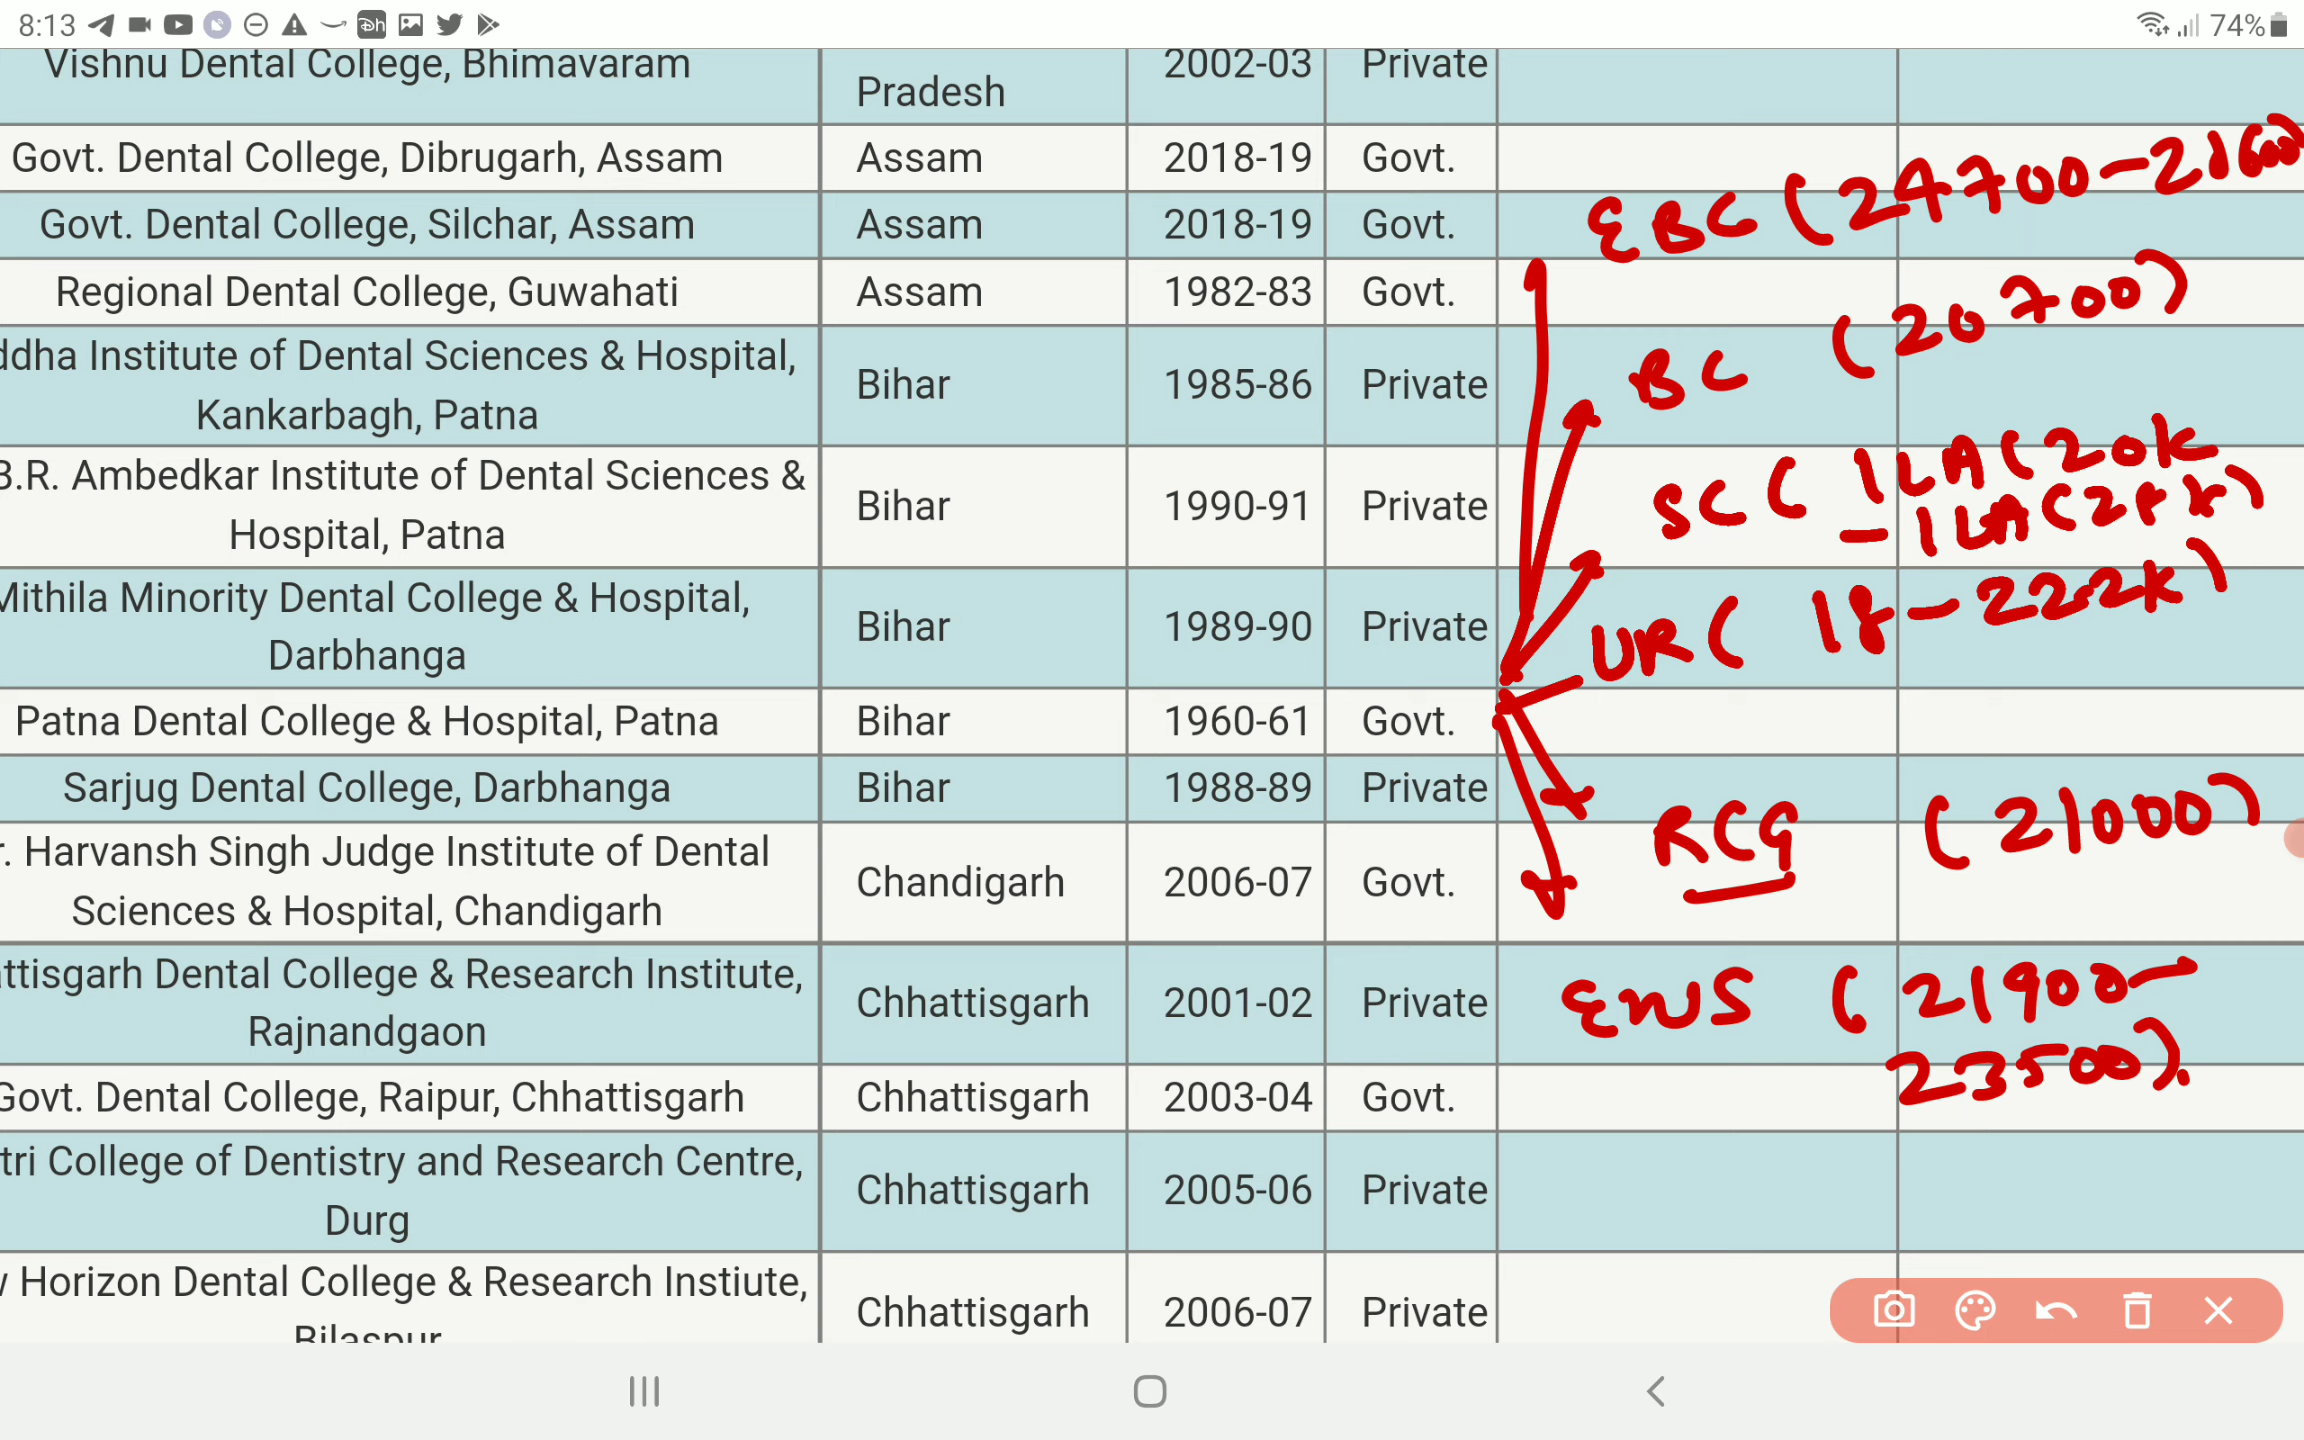 8:13 74%
Vishnu Dental College, Bhimavaram Pradesh 2002-03 Private
Govt. Dental College, Dibrugarh, Assam Assam 2018-19 Govt.
Govt. Dental College, Silchar, Assam Assam 2018-19 Govt.
EBC (24700-21600)
Regional Dental College, Guwahati Assam 1982-83 Govt.
ddha Institute of Dental Sciences & Hospital,
Kankarbagh, Patna Bihar 1985-86 Private
BC (20700)
B.R. Ambedkar Institute of Dental Sciences &
Hospital, Patna Bihar 1990-91 Private
SC ( 1LA (20K
Mithila Minority Dental College & Hospital,
Darbhanga Bihar 1989-90 Private
UR ( 18-22.2K)
Patna Dental College & Hospital, Patna Bihar 1960-61 Govt.
Sarjug Dental College, Darbhanga Bihar 1988-89 Private
RCG (21000)
r. Harvansh Singh Judge Institute of Dental
Sciences & Hospital, Chandigarh Chandigarh 2006-07 Govt.
attisgarh Dental College & Research Institute,
Rajnandgaon Chhattisgarh 2001-02 Private
EWS ( 21900-
23500).
Govt. Dental College, Raipur, Chhattisgarh Chhattisgarh 2003-04 Govt.
tri College of Dentistry and Research Centre,
Durg Chhattisgarh 2005-06 Private
w Horizon Dental College & Research Instiute,
Bilaspur Chhattisgarh 2006-07 Private